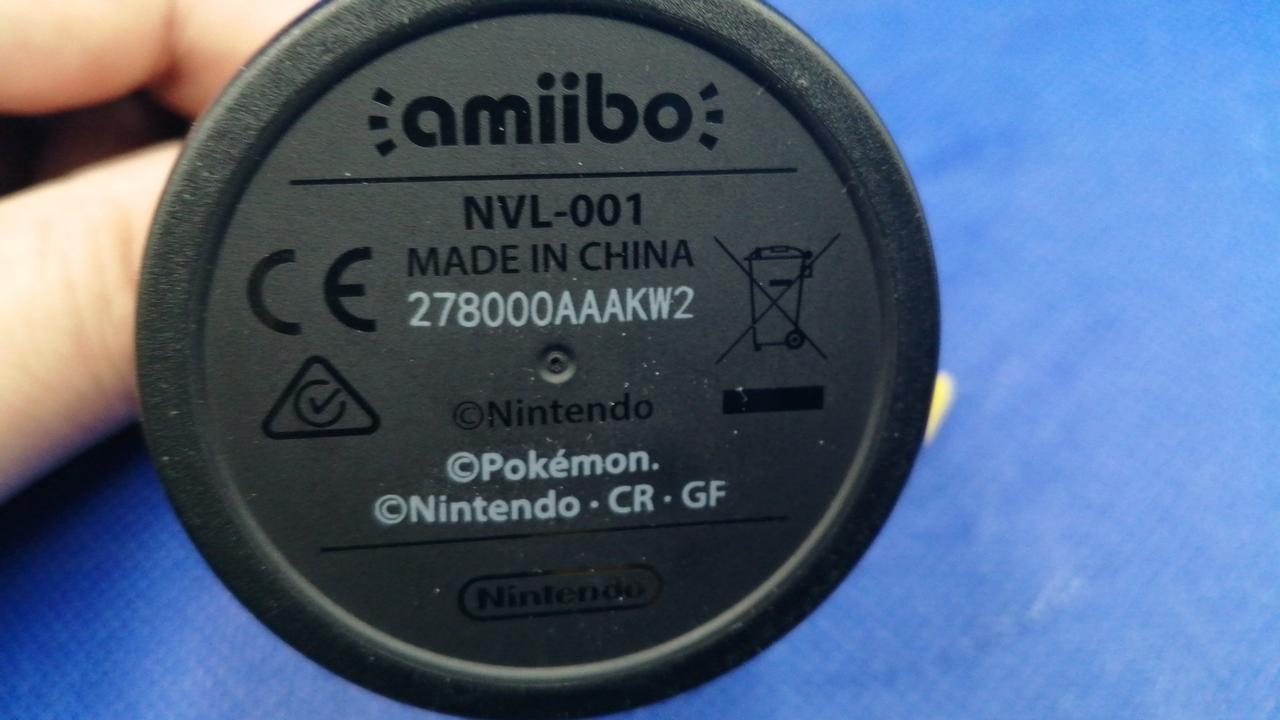 amiibo
NVL-001
MADE IN CHINA
CE
278000AAAKW2
©Nintendo
©Pokémon.
©Nintendo · CR · GF
Nintendo